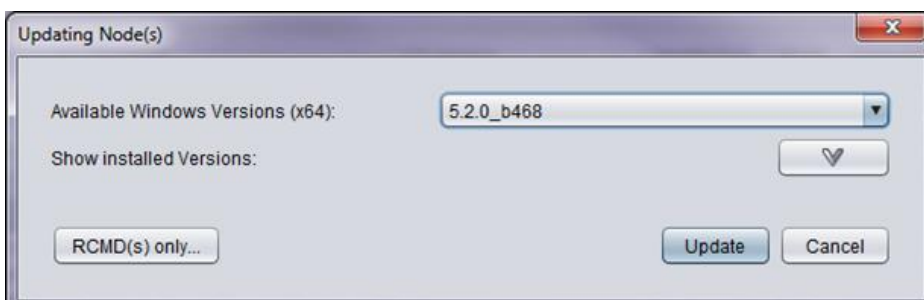 Updating Node(s)
Available Windows Versions (x64): 5.2.0_b468
Show installed Versions:
RCMD(s) only... Update Cancel